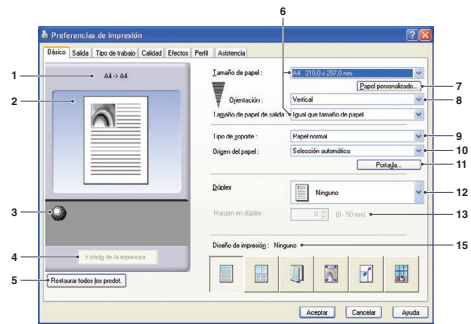 6
Preferencias de impresión
Básico Salida Tipo de trabajo Calidad Efectos Perfil Asistencia
1 A4 -> A4
Tamaño de papel : A4 210.0 x 297.0 mm
Papel personalizado... 7
2
Orientación : Vertical 8
Tamaño de papel de salida : Igual que tamaño de papel
Tipo de soporte : Papel normal 9
Origen del papel : Selección automática 10
Portada... 11
Dúplex Ninguno 12
3 Margen en dúplex : (0 - 50 mm) 13
Diseño de impresión : Ninguno 15
4 Estado de la impresora
5 Restaurar todos los predet.
Aceptar Cancelar Ayuda